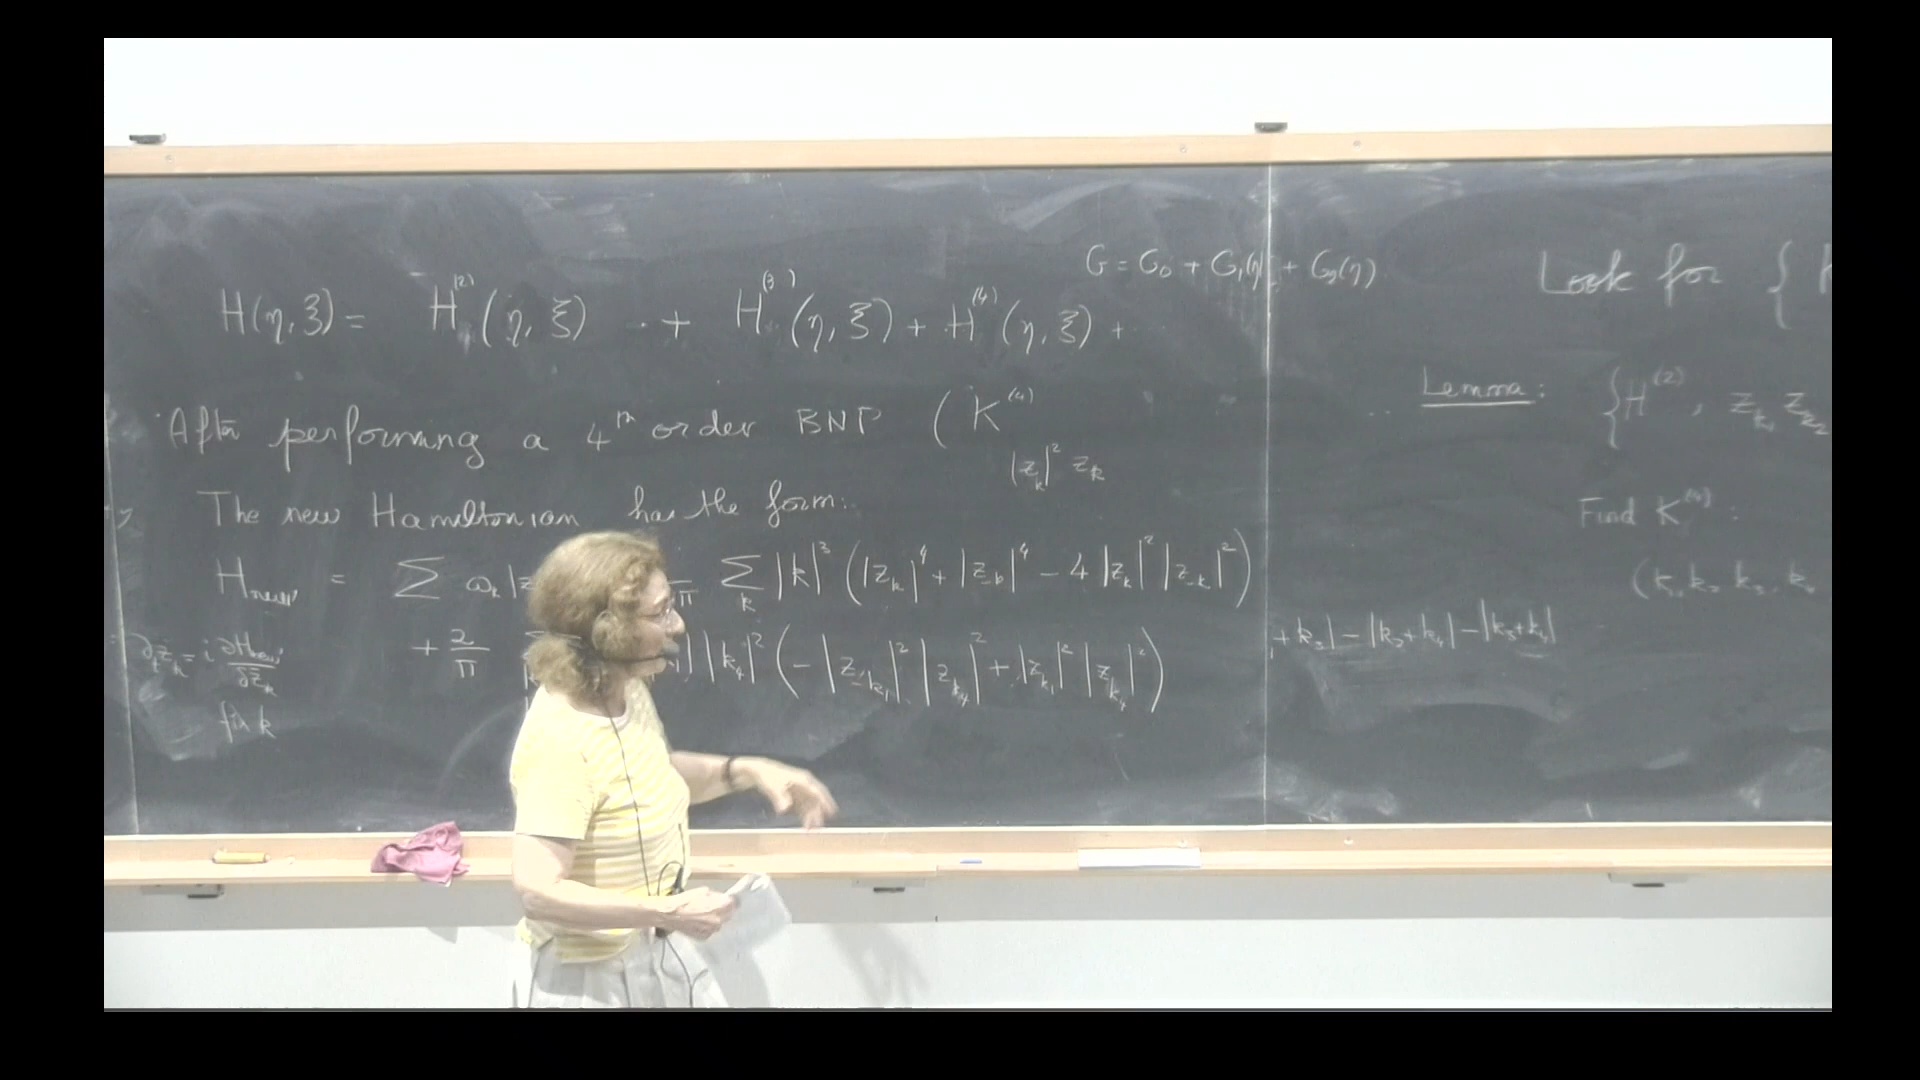 G = G₀ + G₁(η) + G₂(η)
H(η, ξ) = H⁽²⁾(η, ξ) + H⁽³⁾(η, ξ) + H⁽⁴⁾(η, ξ) +
After performing a 4th order BNF ( K⁽⁴⁾
|z_k|² z_k
The new Hamiltonian has the form:
H_new = Σ ω_k |z π Σ_k |k|³ (|z_k|⁴ + |z_-k|⁴ − 4 |z_k|² |z_-k|²)
+ 2/π | |k₄|² (− |z_-k₁|² |z_k₄|² + |z_k₁|² |z_k₄|²)
∂_t z_k = i ∂H_new/∂z̄_k
fix k
Look for {
Lemma: {H⁽²⁾, z_k₁ z_k₂
Find K⁽⁴⁾:
(k₁ k₂ k₃ k₄
+ k₃| − |k₂ + k₄| − |k₃ + k₄|